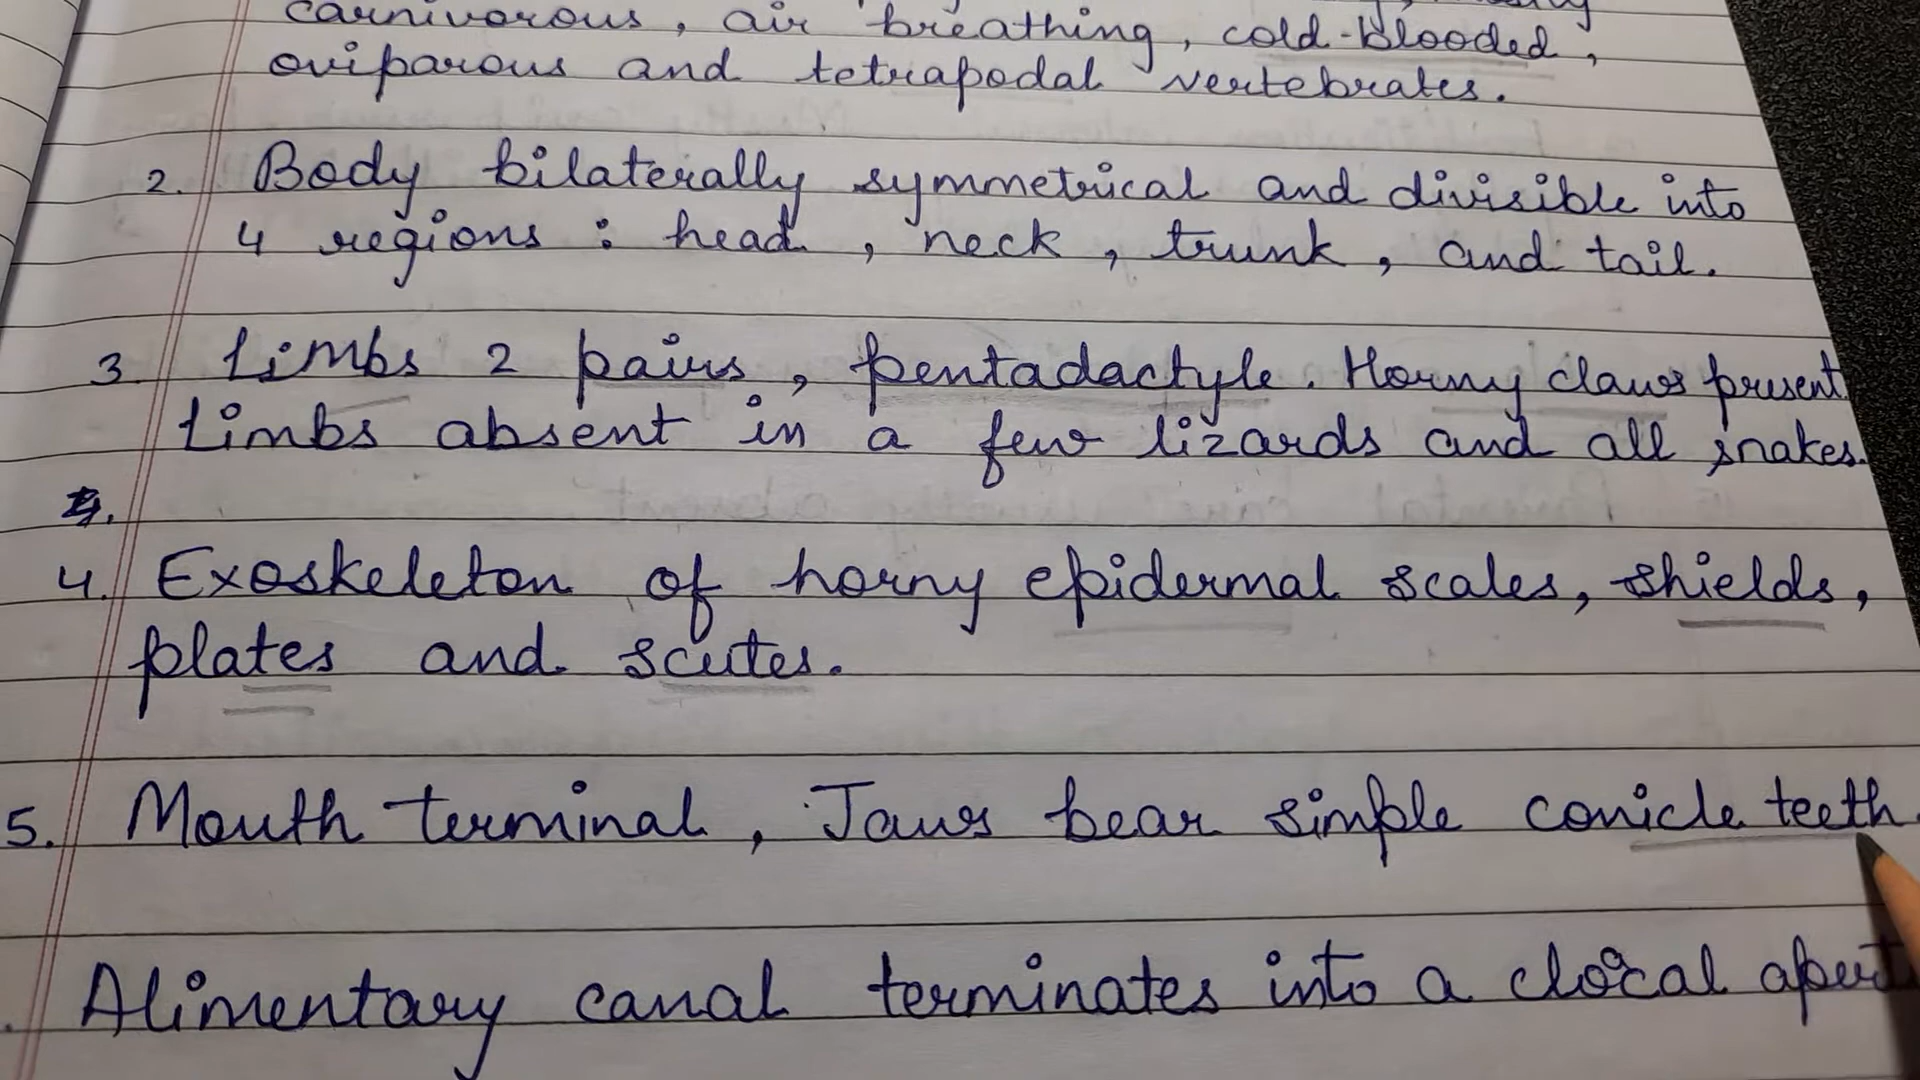 carnivorous, air breathing, cold-blooded,
oviparous and tetrapodal vertebrates.
2. Body bilaterally symmetrical and divisible into
4 regions : head, neck, trunk, and tail.
3. Limbs 2 pairs, pentadactyle. Horny claws present.
Limbs absent in a few lizards and all snakes.
4. Exoskeleton of horny epidermal scales, shields,
plates and scutes.
5. Mouth terminal, Jaws bear simple conicle teeth.
Alimentary canal terminates into a clocal